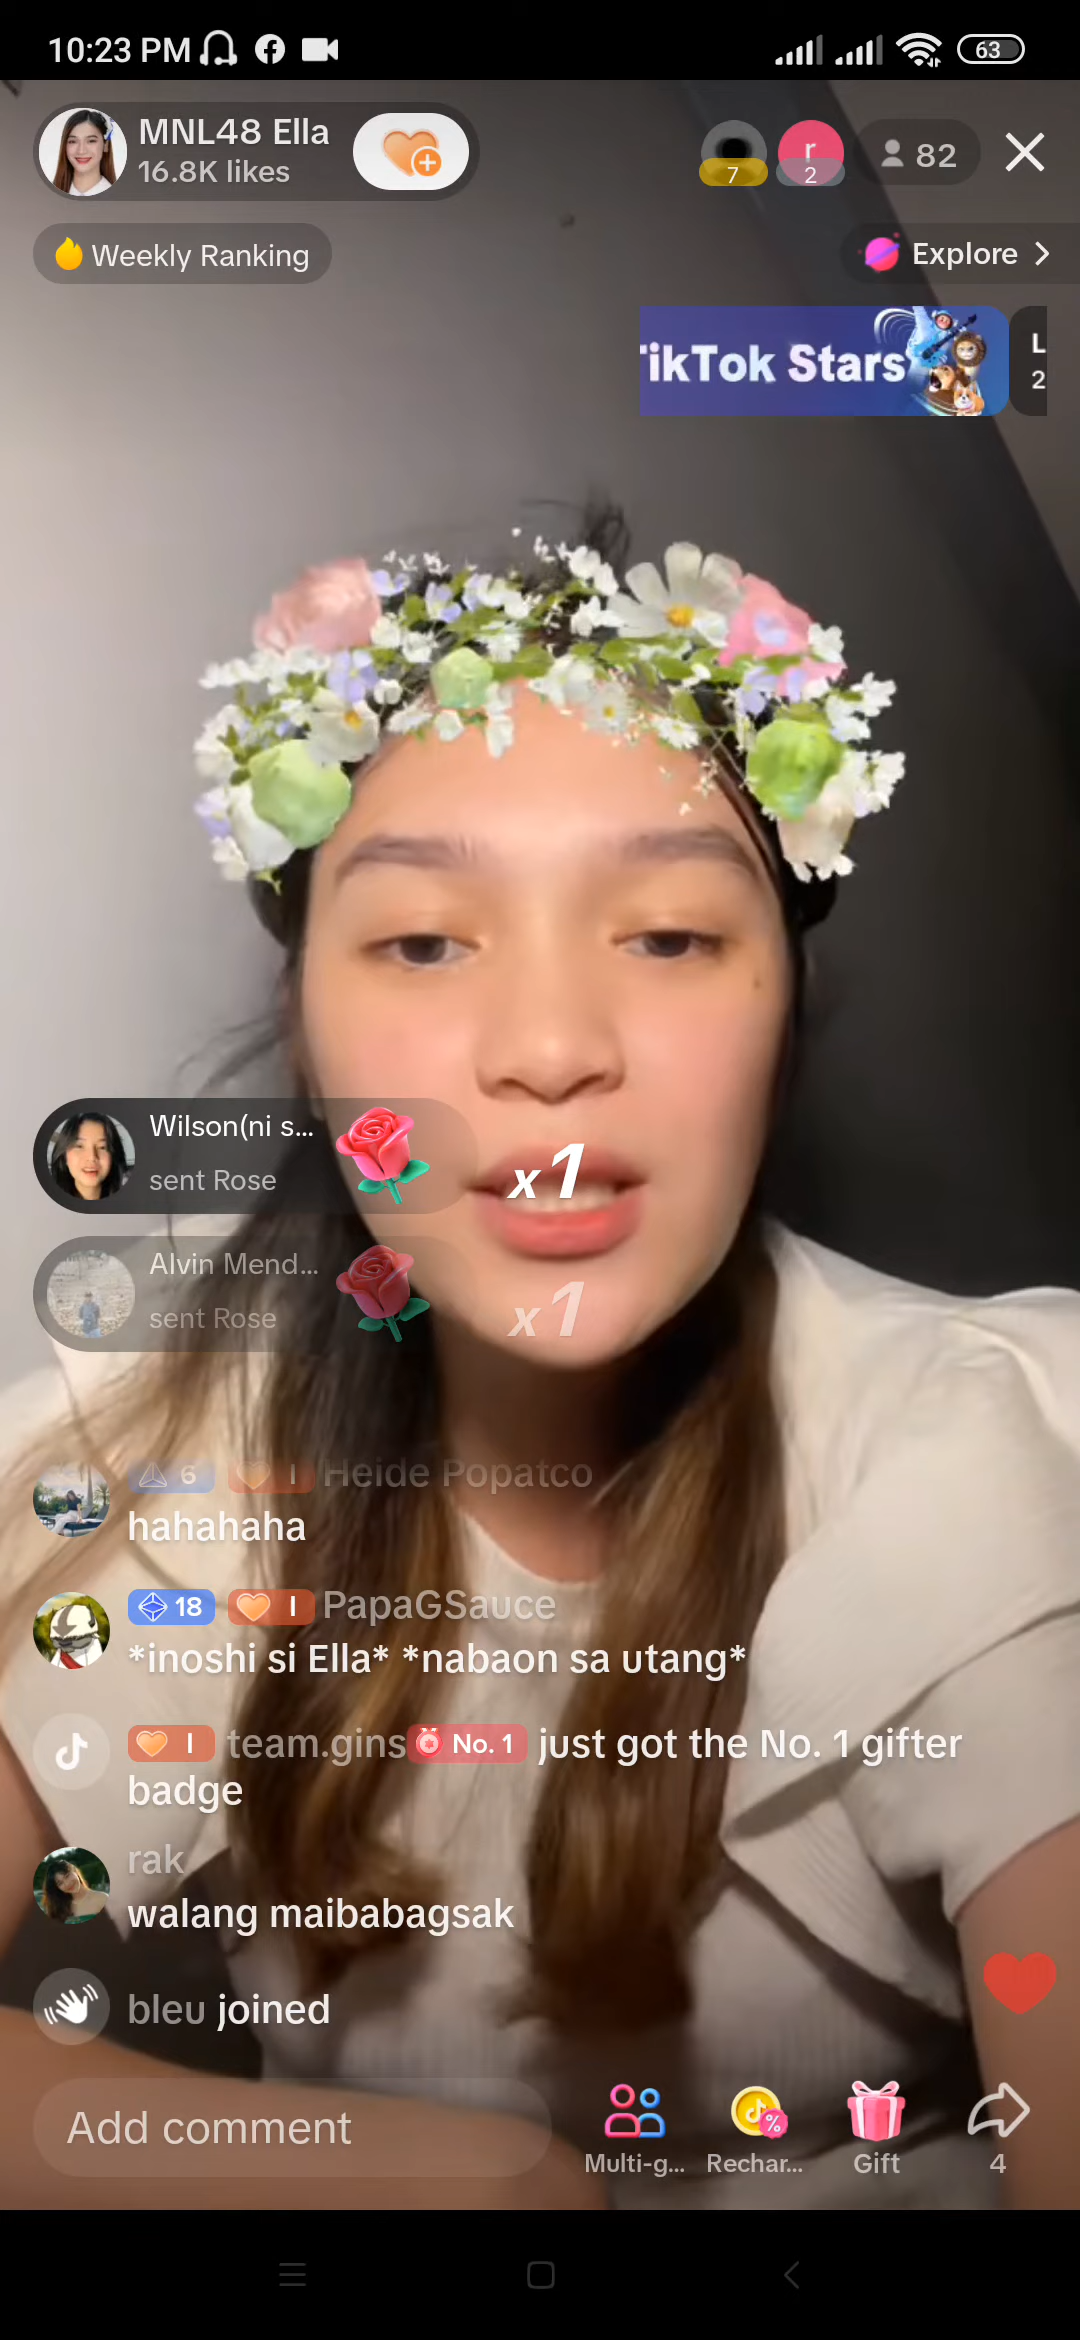 10:23 PM
63
MNL48 Ella
16.8K likes
7
r
2
82
Weekly Ranking
Explore
TikTok Stars
L
2
Wilson(ni s...
sent Rose
x1
Alvin Mend...
sent Rose
x1
6 I Heide Popatco
hahahaha
18 I PapaGSauce
*inoshi si Ella* *nabaon sa utang*
I team.gins No. 1 just got the No. 1 gifter
badge
rak
walang maibabagsak
bleu joined
Add comment
Multi-g...
Rechar...
Gift
4